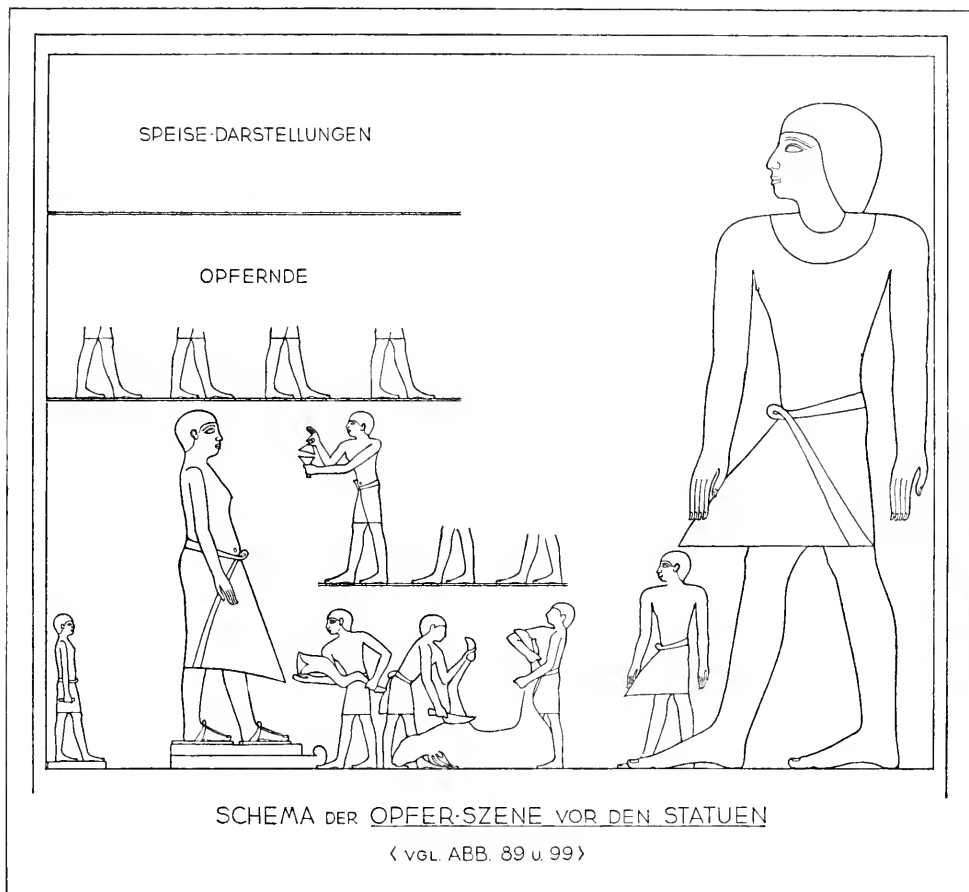 SPEISE-DARSTELLUNGEN
OPFERNDE
SCHEMA DER OPFER-SZENE VOR DEN STATUEN
< VGL. ABB. 89 u. 99 >